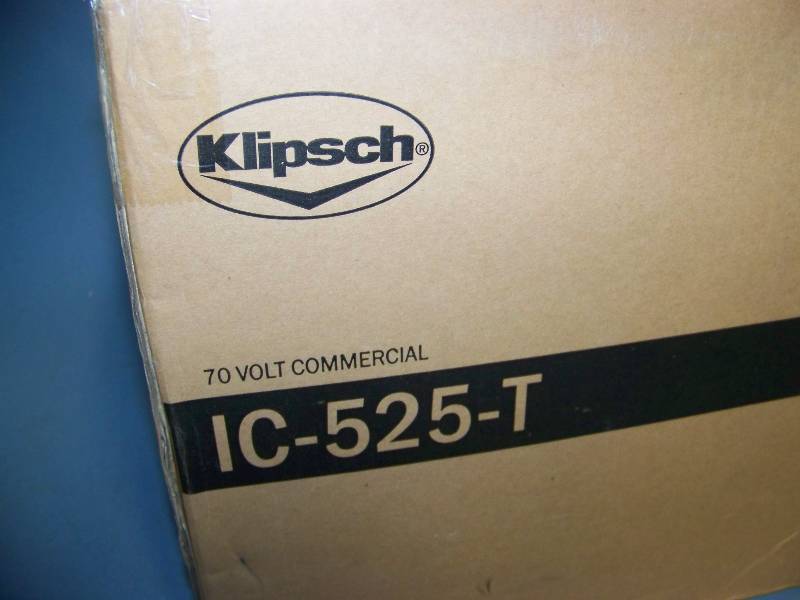 Klipsch®
70 VOLT COMMERCIAL
IC-525-T